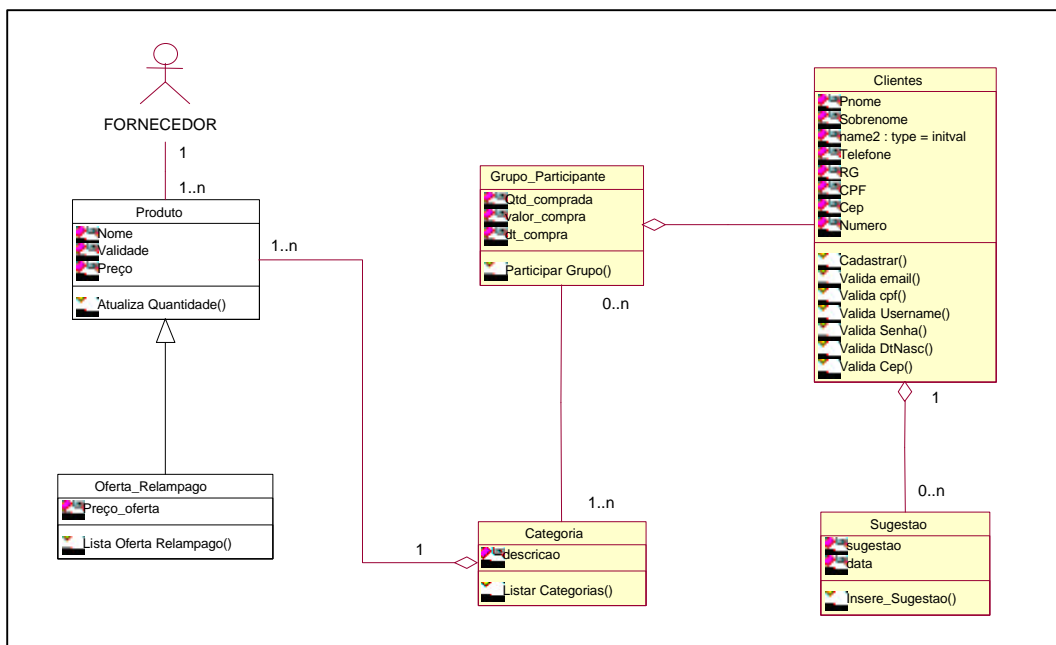 FORNECEDOR
1
1..n
Produto
Nome
Validade
Preço
Atualiza Quantidade()
1..n
Oferta_Relampago
Preço_oferta
Lista Oferta Relampago()
Grupo_Participante
Qtd_comprada
valor_compra
dt_compra
Participar Grupo()
0..n
1..n
1
Categoria
descricao
Listar Categorias()
Clientes
Pnome
Sobrenome
name2 : type = initval
Telefone
RG
CPF
Cep
Numero
Cadastrar()
Valida email()
Valida cpf()
Valida Username()
Valida Senha()
Valida DtNasc()
Valida Cep()
1
0..n
Sugestao
sugestao
data
Insere_Sugestao()